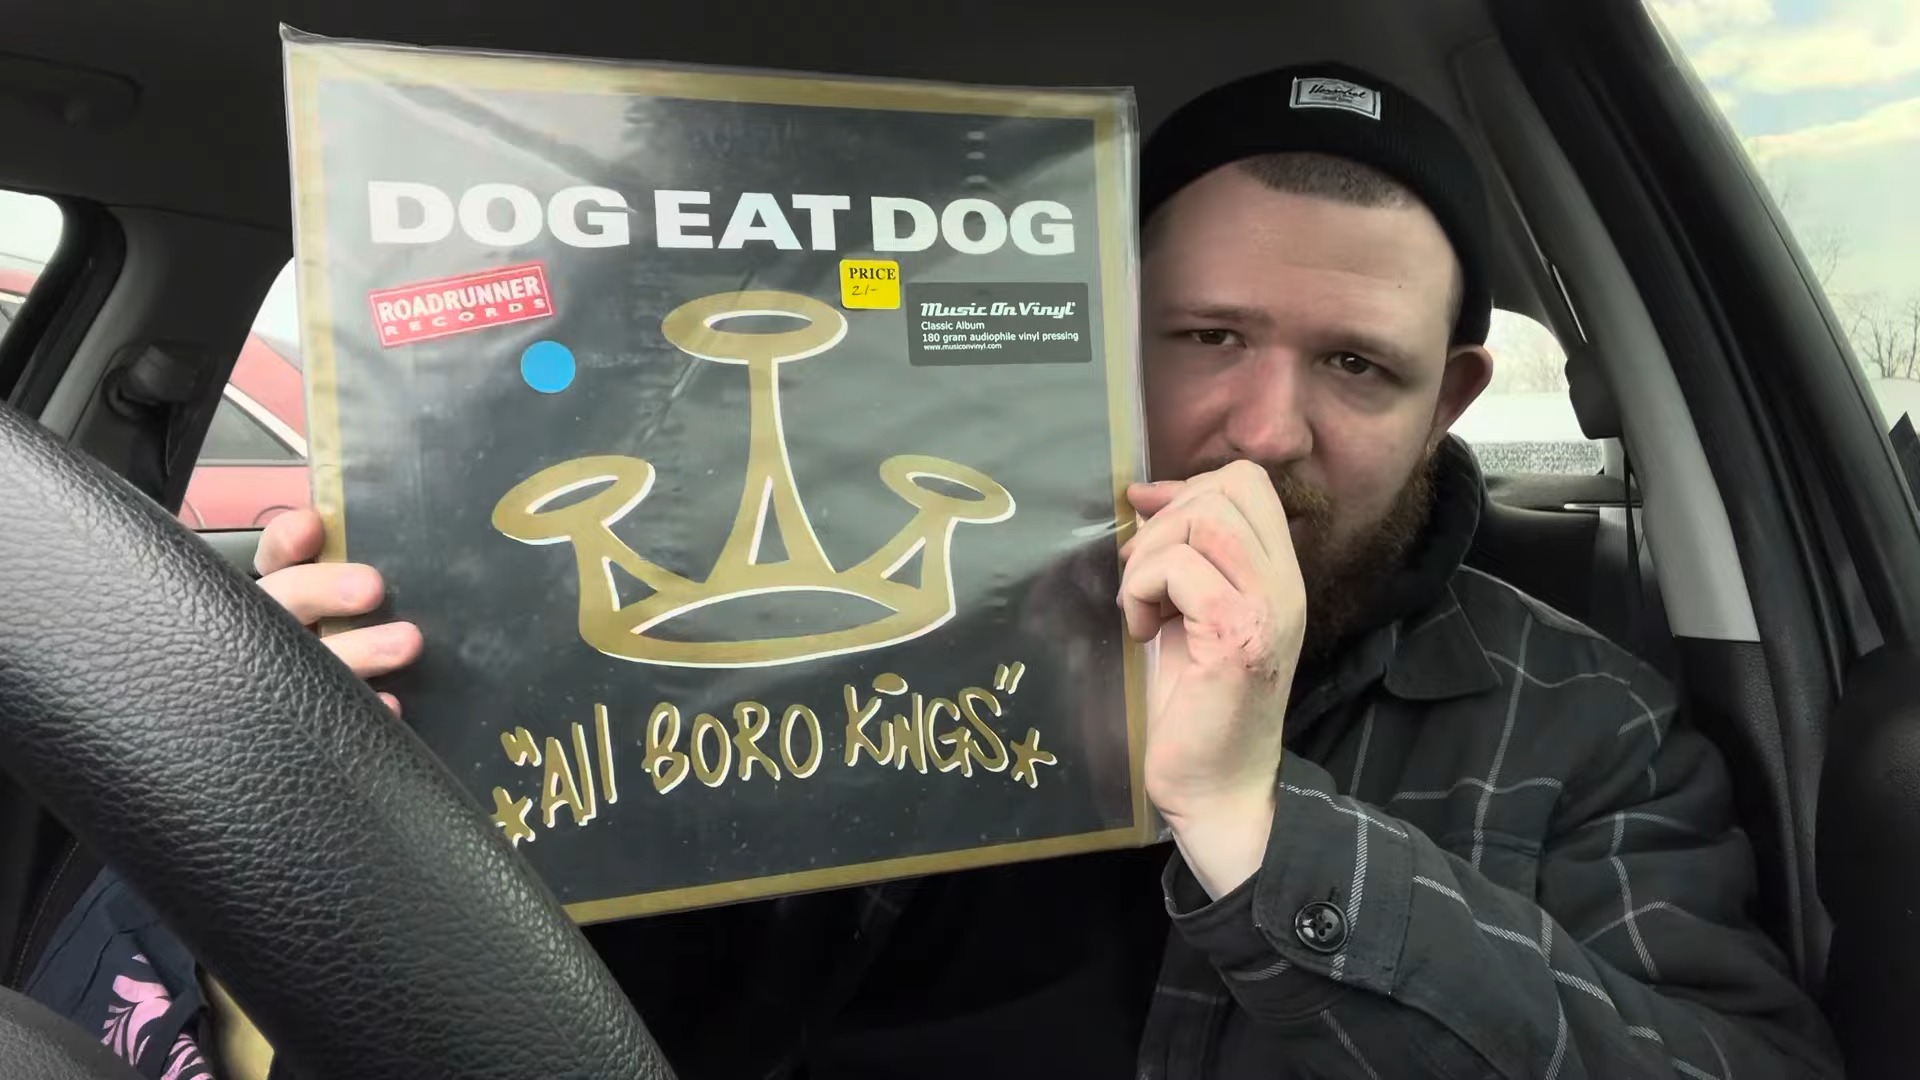 Herschel
DOG EAT DOG
ROADRUNNER
RECORDS
PRICE
21-
Music On Vinyl
Classic Album
180 gram audiophile vinyl pressing
www.musiconvinyl.com
"All BORO KiNGS"